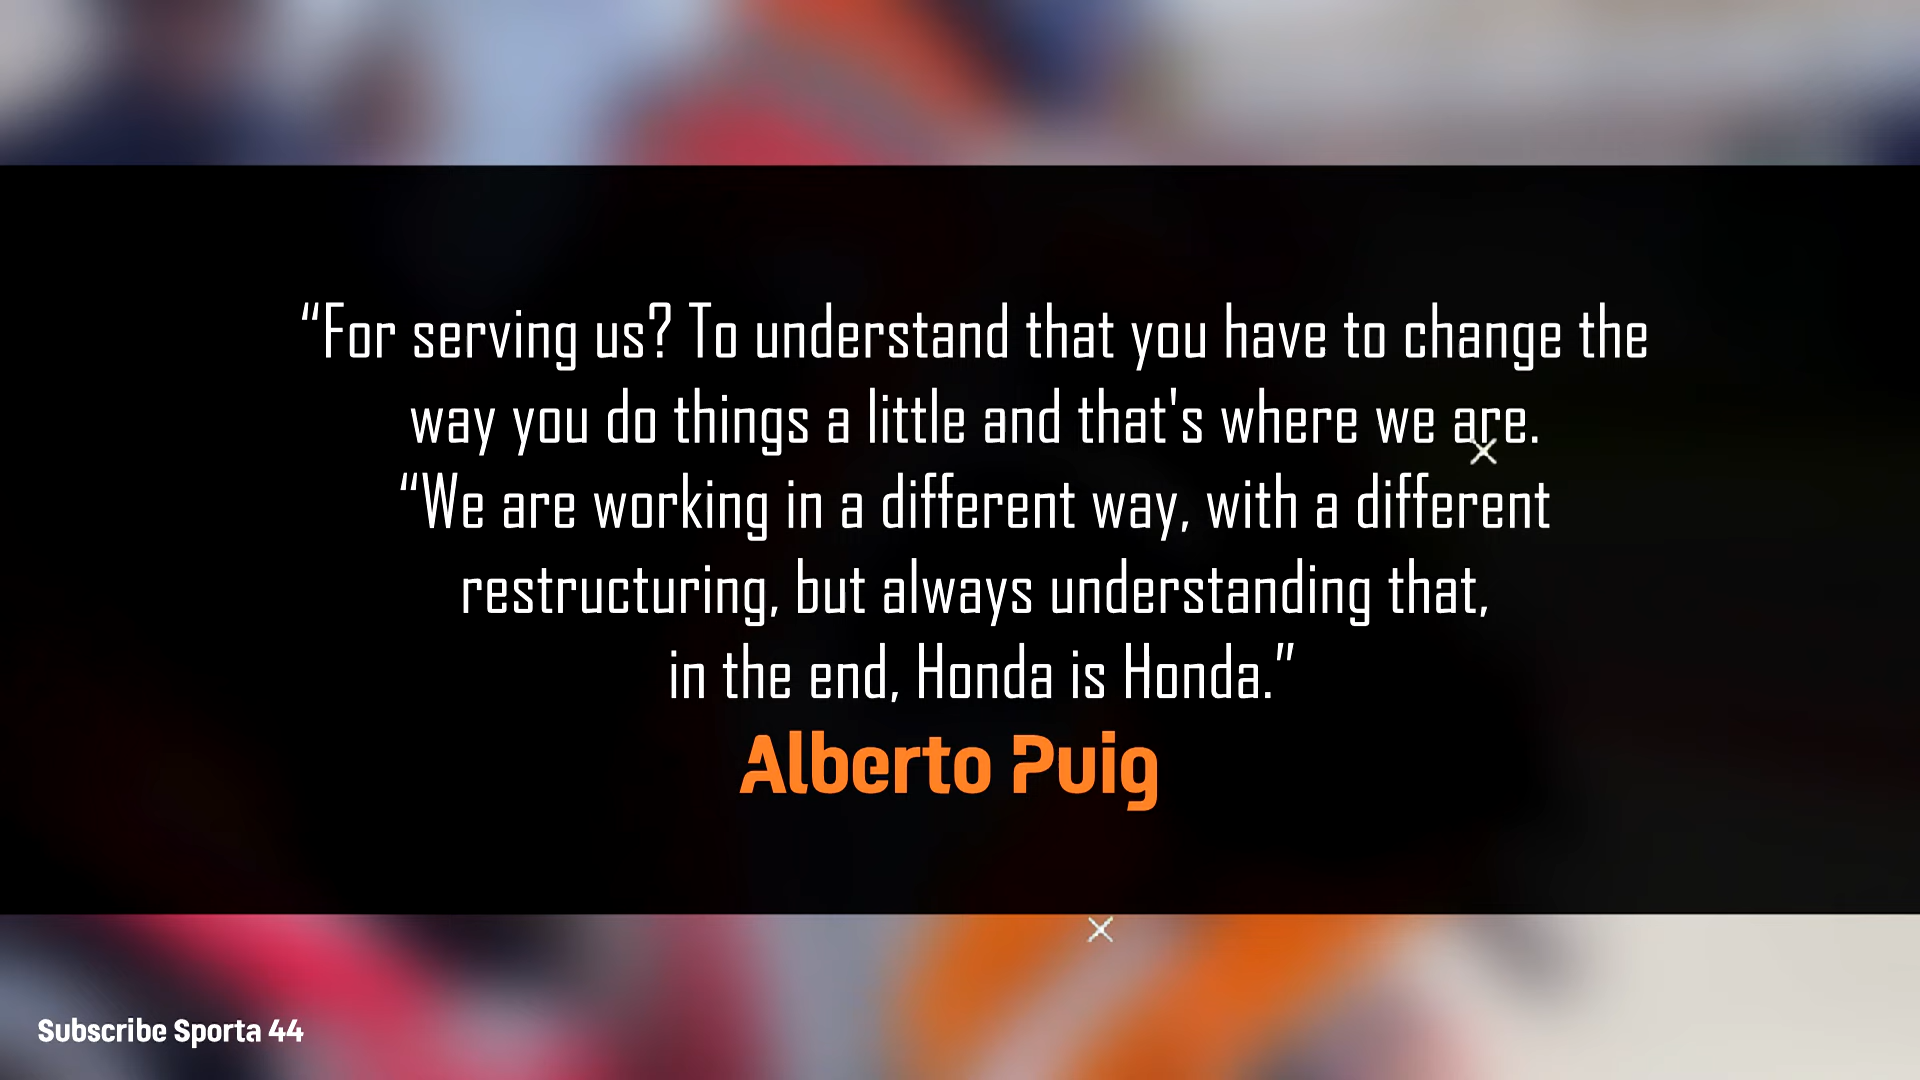 “For serving us? To understand that you have to change the
way you do things a little and that's where we are.
“We are working in a different way, with a different
restructuring, but always understanding that,
in the end, Honda is Honda.”
Alberto Puig
Subscribe Sporta 44